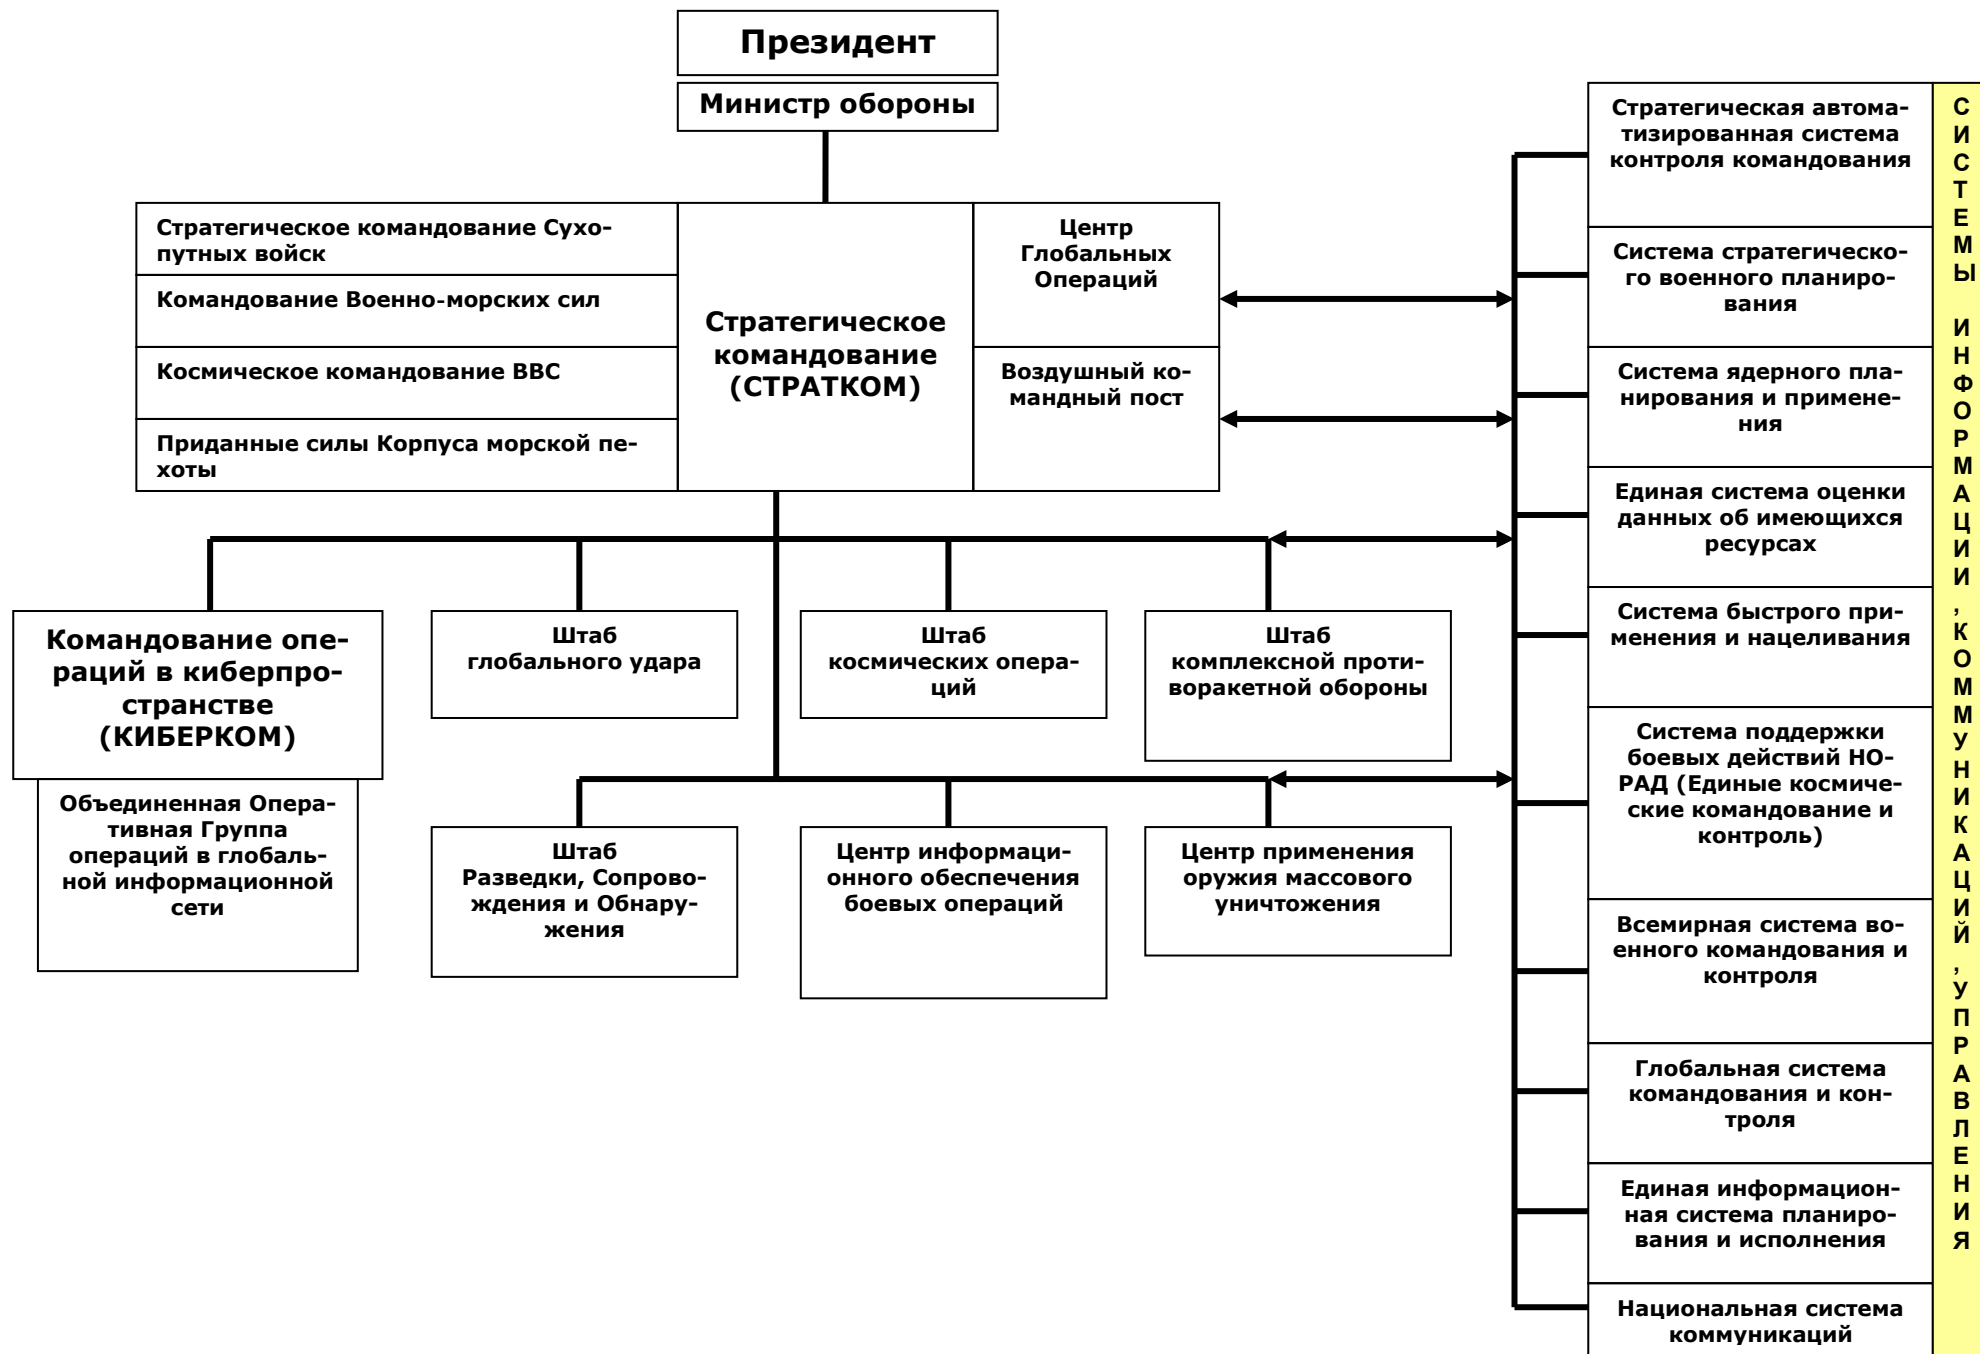 Президент
Министр обороны
Стратегическое командование Сухо-
путных войск
Командование Военно-морских сил
Космическое командование ВВС
Приданные силы Корпуса морской пе-
хоты
Стратегическое
командование
(СТРАТКОМ)
Центр
Глобальных
Операций
Воздушный ко-
мандный пост
Командование опе-
раций в киберпро-
странстве
(КИБЕРКОМ)
Объединенная Опера-
тивная Группа
операций в глобаль-
ной информационной
сети
Штаб
глобального удара
Штаб
космических опера-
ций
Штаб
комплексной проти-
воракетной обороны
Штаб
Разведки, Сопрово-
ждения и Обнару-
жения
Центр информаци-
онного обеспечения
боевых операций
Центр применения
оружия массового
уничтожения
Стратегическая автома-
тизированная система
контроля командования
Система стратегическо-
го военного планиро-
вания
Система ядерного пла-
нирования и примене-
ния
Единая система оценки
данных об имеющихся
ресурсах
Система быстрого при-
менения и нацеливания
Система поддержки
боевых действий НО-
РАД (Единые космиче-
ские командование и
контроль)
Всемирная система во-
енного командования и
контроля
Глобальная система
командования и кон-
троля
Единая информацион-
ная система планиро-
вания и исполнения
Национальная система
коммуникаций
СИСТЕМЫ ИНФОРМАЦИИ, КОММУНИКАЦИЙ, УПРАВЛЕНИЯ